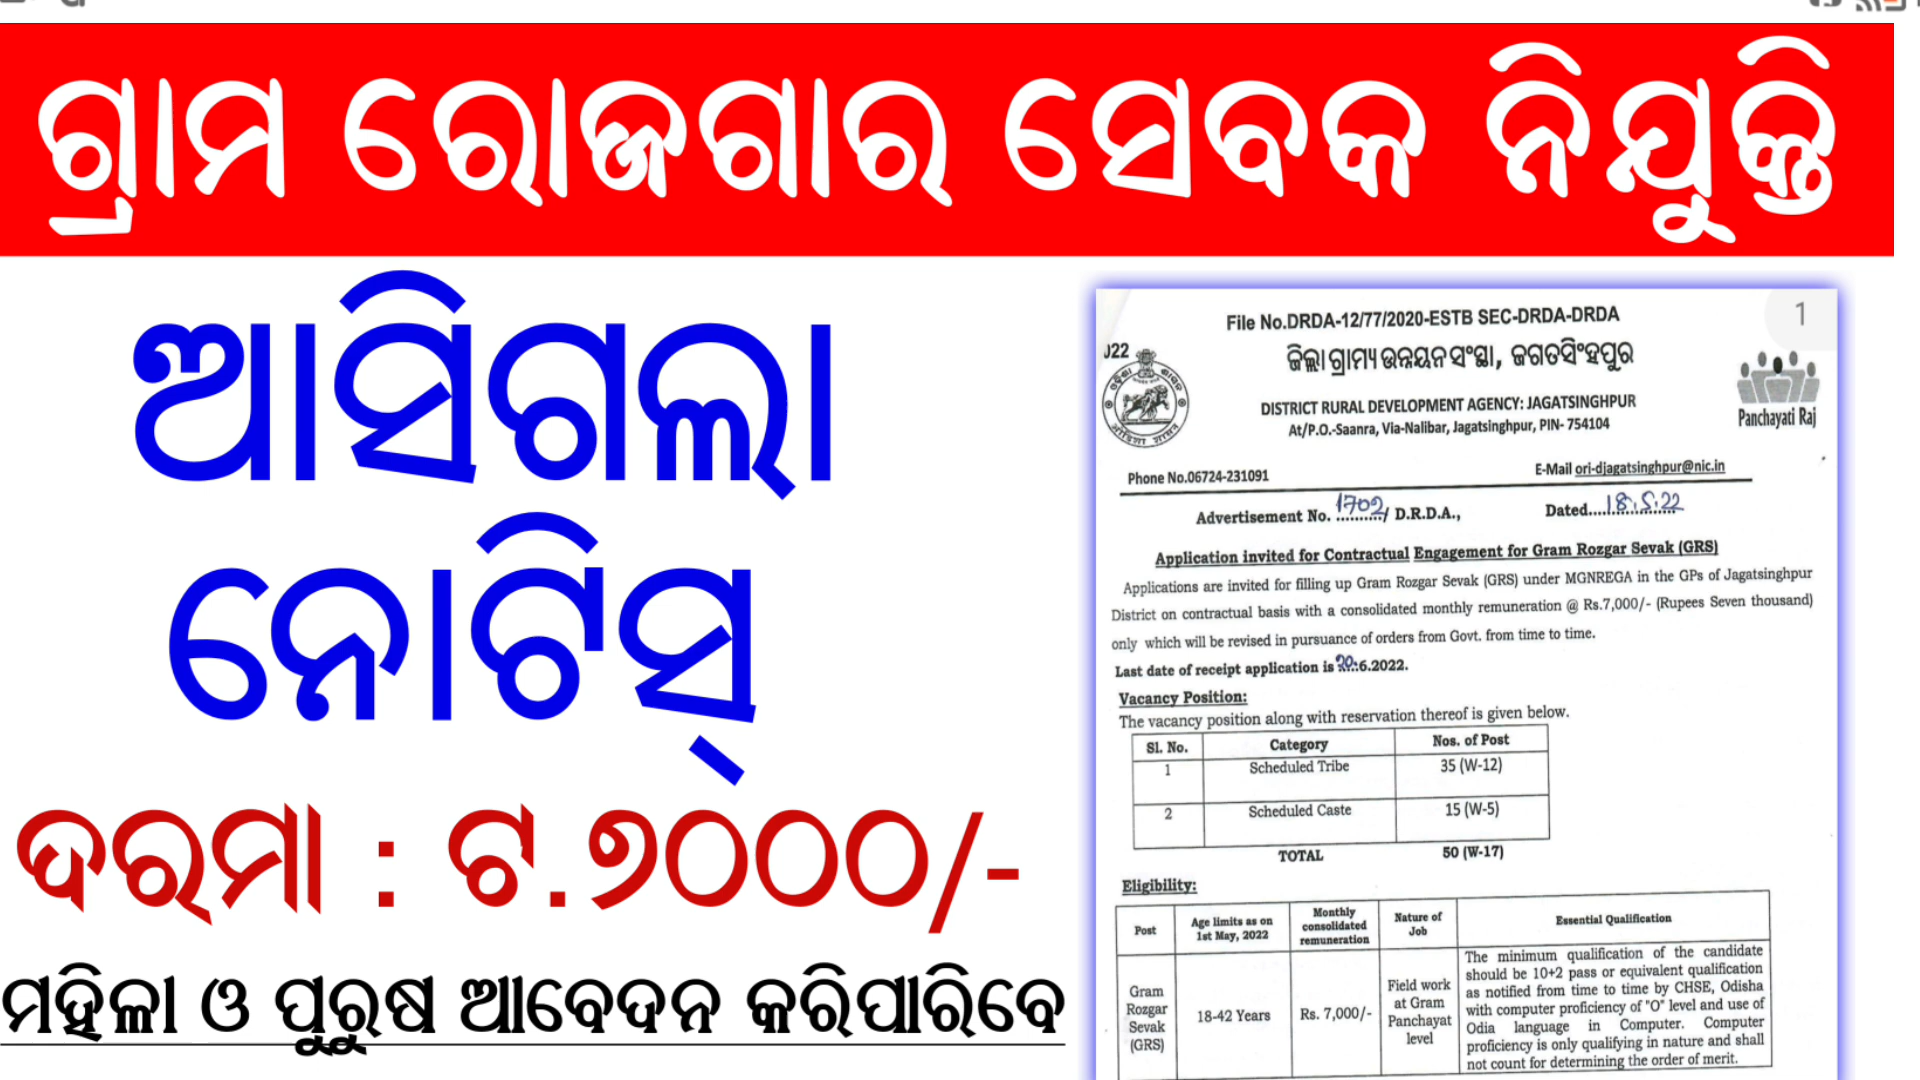 ଗ୍ରାମ ରୋଜଗାର ସେବକ ନିଯୁକ୍ତି
ଆସିଗଲା
ନୋଟିସ୍
ଦରମା : ଟ.୭୦୦୦/-
ମହିଳା ଓ ପୁରୁଷ ଆବେଦନ କରିପାରିବେ
1
File No.DRDA-12/77/2020-ESTB SEC-DRDA-DRDA
022
ଜିଲ୍ଲା ଗ୍ରାମ୍ୟ ଉନ୍ନୟନ ସଂସ୍ଥା, ଜଗତସିଂହପୁର
DISTRICT RURAL DEVELOPMENT AGENCY: JAGATSINGHPUR
At/P.O.-Saanra, Via-Nalibar, Jagatsinghpur, PIN- 754104
Panchayati Raj
Phone No.06724-231091
E-Mail ori-djagatsinghpur@nic.in
Advertisement No. 1702/ D.R.D.A.,
Dated....18.5.22
Application invited for Contractual Engagement for Gram Rozgar Sevak (GRS)
Applications are invited for filling up Gram Rozgar Sevak (GRS) under MGNREGA in the GPs of Jagatsinghpur
District on contractual basis with a consolidated monthly remuneration @ Rs.7,000/- (Rupees Seven thousand)
only which will be revised in pursuance of orders from Govt. from time to time.
Last date of receipt application is 20.6.2022.
Vacancy Position:
The vacancy position along with reservation thereof is given below.
Sl. No. Category Nos. of Post
1 Scheduled Tribe 35 (W-12)
2 Scheduled Caste 15 (W-5)
TOTAL 50 (W-17)
Eligibility:
Post
Age limits as on
1st May, 2022
Monthly
consolidated
remuneration
Nature of
Job
Essential Qualification
Gram
Rozgar
Sevak
(GRS)
18-42 Years
Rs. 7,000/-
Field work
at Gram
Panchayat
level
The minimum qualification of the candidate
should be 10+2 pass or equivalent qualification
as notified from time to time by CHSE, Odisha
with computer proficiency of "O" level and use of
Odia language in Computer. Computer
proficiency is only qualifying in nature and shall
not count for determining the order of merit.